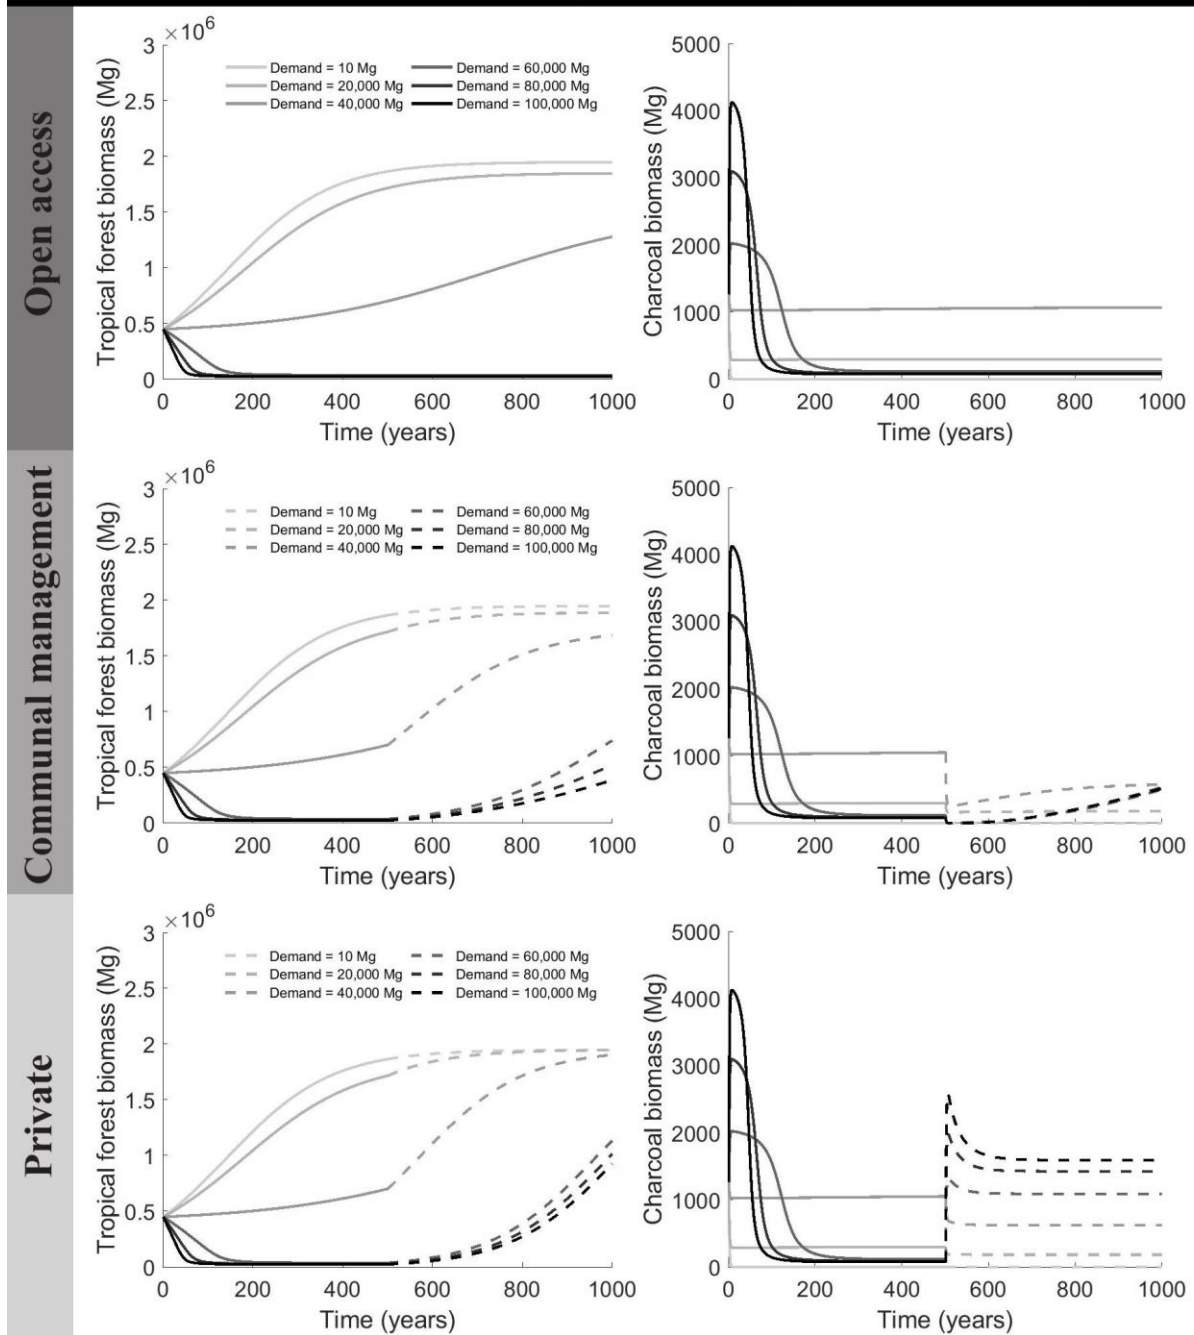 Open access
×10^6
3
2.5
2
1.5
1
0.5
0
0 200 400 600 800 1000
Tropical forest biomass (Mg)
Time (years)
Demand = 10 Mg
Demand = 20,000 Mg
Demand = 40,000 Mg
Demand = 60,000 Mg
Demand = 80,000 Mg
Demand = 100,000 Mg
5000
4000
3000
2000
1000
0
0 200 400 600 800 1000
Charcoal biomass (Mg)
Time (years)
Communal management
×10^6
3
2.5
2
1.5
1
0.5
0
0 200 400 600 800 1000
Tropical forest biomass (Mg)
Time (years)
Demand = 10 Mg
Demand = 20,000 Mg
Demand = 40,000 Mg
Demand = 60,000 Mg
Demand = 80,000 Mg
Demand = 100,000 Mg
5000
4000
3000
2000
1000
0
0 200 400 600 800 1000
Charcoal biomass (Mg)
Time (years)
Private
×10^6
3
2.5
2
1.5
1
0.5
0
0 200 400 600 800 1000
Tropical forest biomass (Mg)
Time (years)
Demand = 10 Mg
Demand = 20,000 Mg
Demand = 40,000 Mg
Demand = 60,000 Mg
Demand = 80,000 Mg
Demand = 100,000 Mg
5000
4000
3000
2000
1000
0
0 200 400 600 800 1000
Charcoal biomass (Mg)
Time (years)